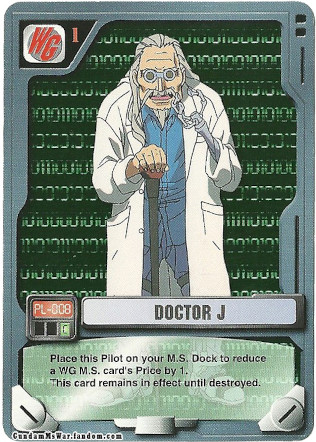 WG 1
PL-008
C
DOCTOR J
Place this Pilot on your M.S. Dock to reduce
a WG M.S. card's Price by 1.
This card remains in effect until destroyed.
GundamMsWar.fandom.com